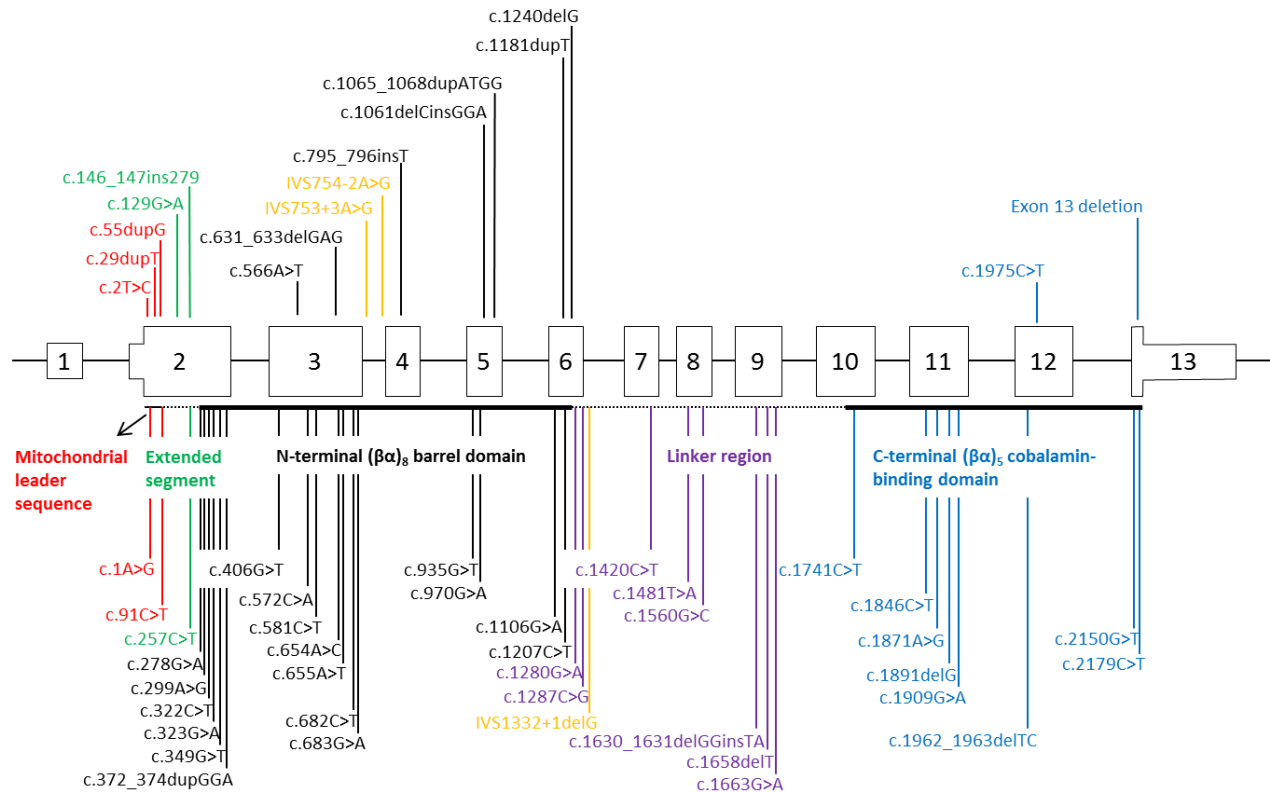 c.1240delG
c.1181dupT
c.1065_1068dupATGG
c.1061delCinsGGA
c.795_796insT
c.146_147ins279
IVS754-2A>G
c.129G>A
IVS753+3A>G
Exon 13 deletion
c.55dupG
c.631_633delGAG
c.29dupT
c.566A>T
c.1975C>T
c.2T>C
1 2 3 4 5 6 7 8 9 10 11 12 13
Mitochondrial
leader
sequence
Extended
segment
N-terminal (βα)8 barrel domain
Linker region
C-terminal (βα)5 cobalamin-
binding domain
c.1A>G
c.406G>T
c.935G>T
c.1420C>T
c.1741C>T
c.970G>A
c.1481T>A
c.572C>A
c.1846C>T
c.91C>T
c.1560G>C
c.581C>T
c.1106G>A
c.257C>T
c.1871A>G
c.2150G>T
c.654A>C
c.1207C>T
c.278G>A
c.2179C>T
c.655A>T
c.1280G>A
c.1891delG
c.299A>G
c.1287C>G
c.1909G>A
c.322C>T
c.682C>T
IVS1332+1delG
c.323G>A
c.683G>A
c.1630_1631delGGinsTA
c.1962_1963delTC
c.349G>T
c.1658delT
c.372_374dupGGA
c.1663G>A